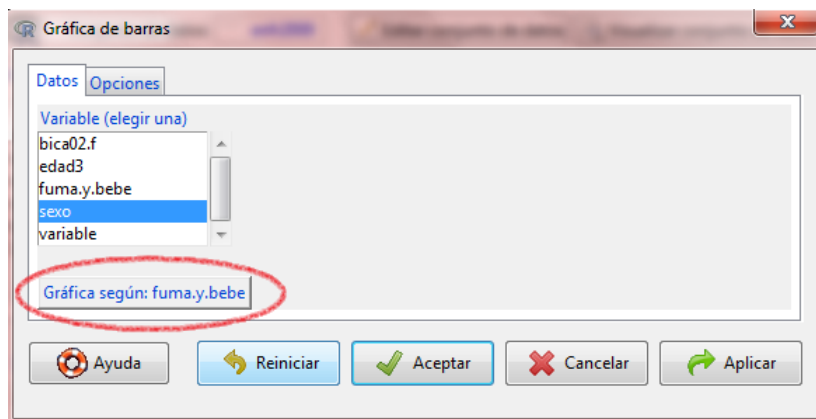 Gráfica de barras
Datos Opciones
Variable (elegir una)
bica02.f
edad3
fuma.y.bebe
sexo
variable
Gráfica según: fuma.y.bebe
Ayuda Reiniciar Aceptar Cancelar Aplicar